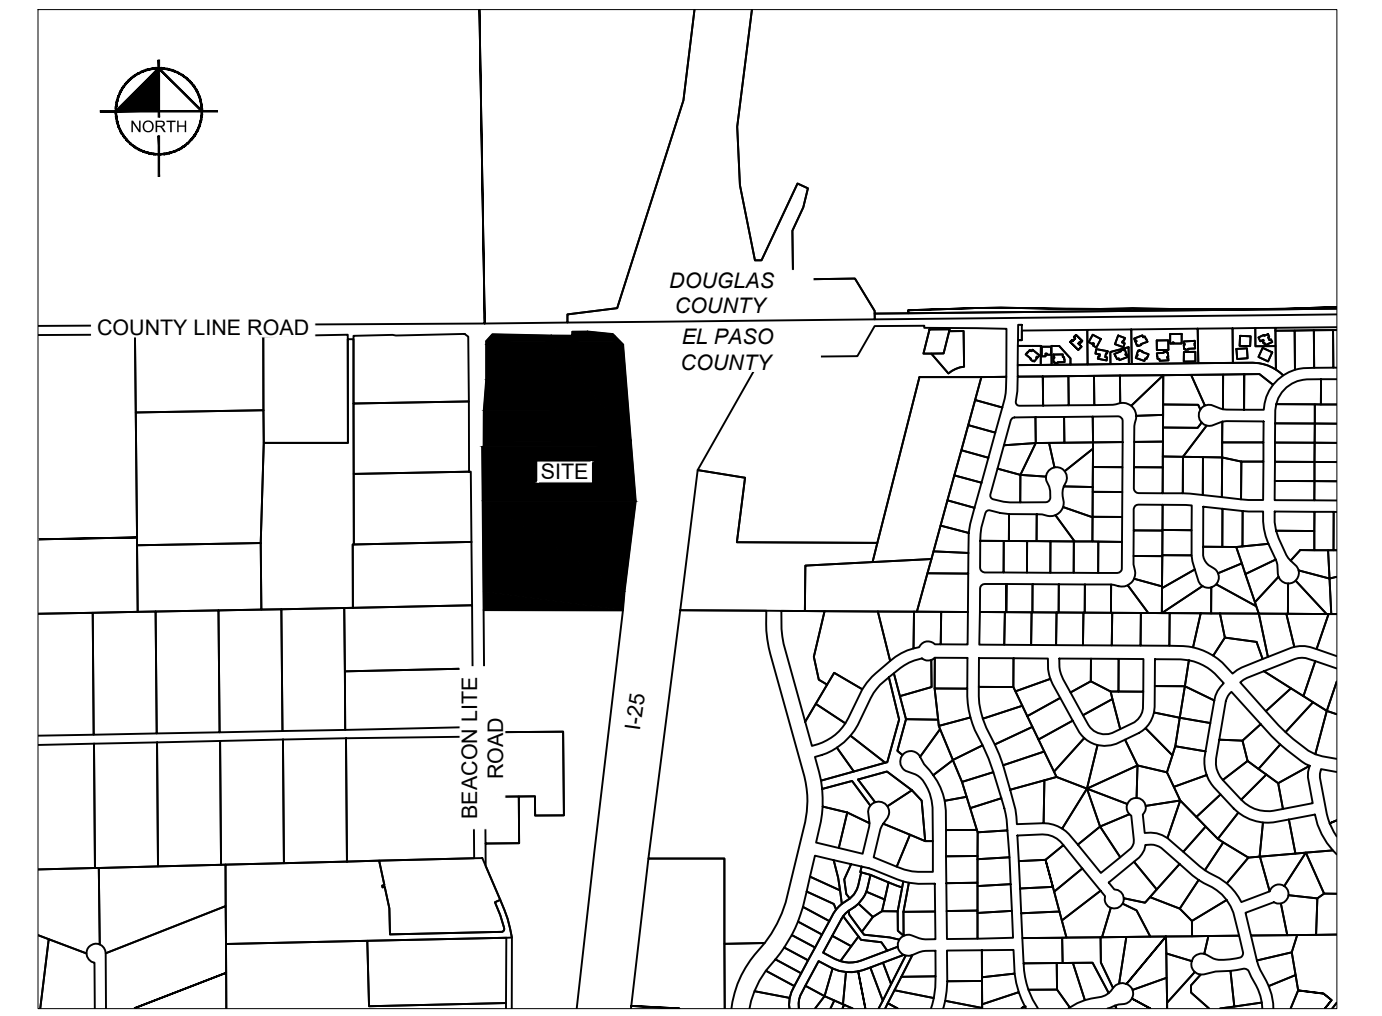 NORTH
DOUGLAS
COUNTY
COUNTY LINE ROAD
EL PASO
COUNTY
SITE
I-25
BEACON LITE
ROAD